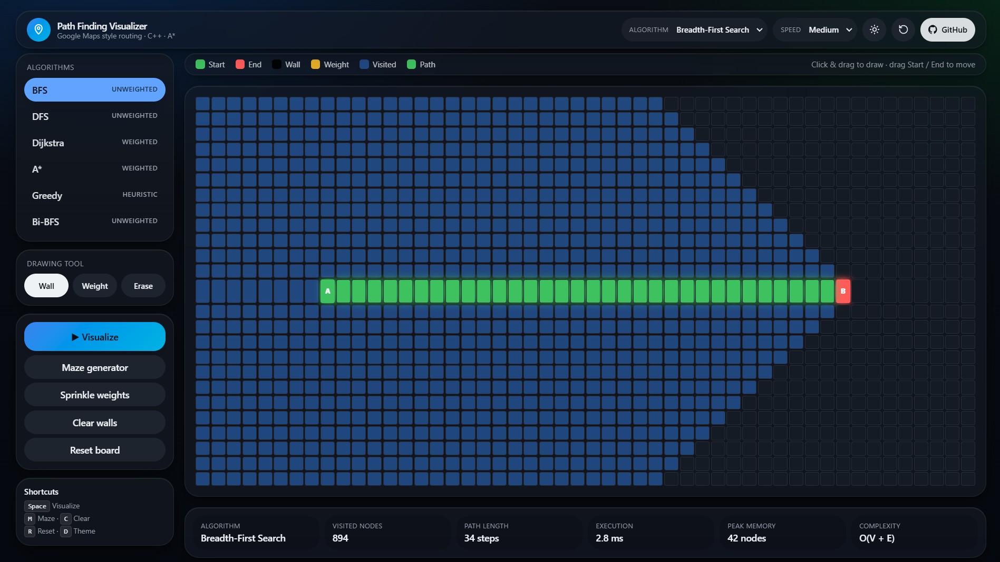 Path Finding Visualizer
Google Maps style routing · C++ · A*
ALGORITHM Breadth-First Search
SPEED Medium
GitHub
ALGORITHMS
BFS UNWEIGHTED
DFS UNWEIGHTED
Dijkstra WEIGHTED
A* WEIGHTED
Greedy HEURISTIC
Bi-BFS UNWEIGHTED
DRAWING TOOL
Wall Weight Erase
▶ Visualize
Maze generator
Sprinkle weights
Clear walls
Reset board
Shortcuts
Space Visualize
M Maze · C Clear
R Reset · D Theme
Start End Wall Weight Visited Path
Click & drag to draw · drag Start / End to move
A
B
ALGORITHM
Breadth-First Search
VISITED NODES
894
PATH LENGTH
34 steps
EXECUTION
2.8 ms
PEAK MEMORY
42 nodes
COMPLEXITY
O(V + E)